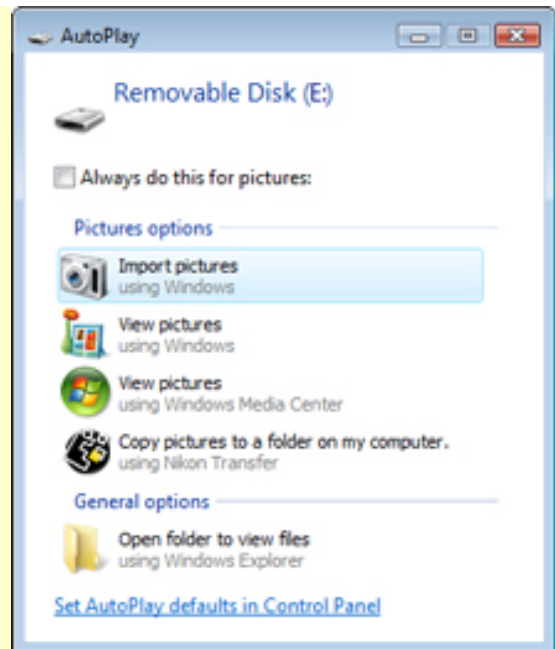 AutoPlay
Removable Disk (E:)
Always do this for pictures:
Pictures options
Import pictures
using Windows
View pictures
using Windows
View pictures
using Windows Media Center
Copy pictures to a folder on my computer.
using Nikon Transfer
General options
Open folder to view files
using Windows Explorer
Set AutoPlay defaults in Control Panel